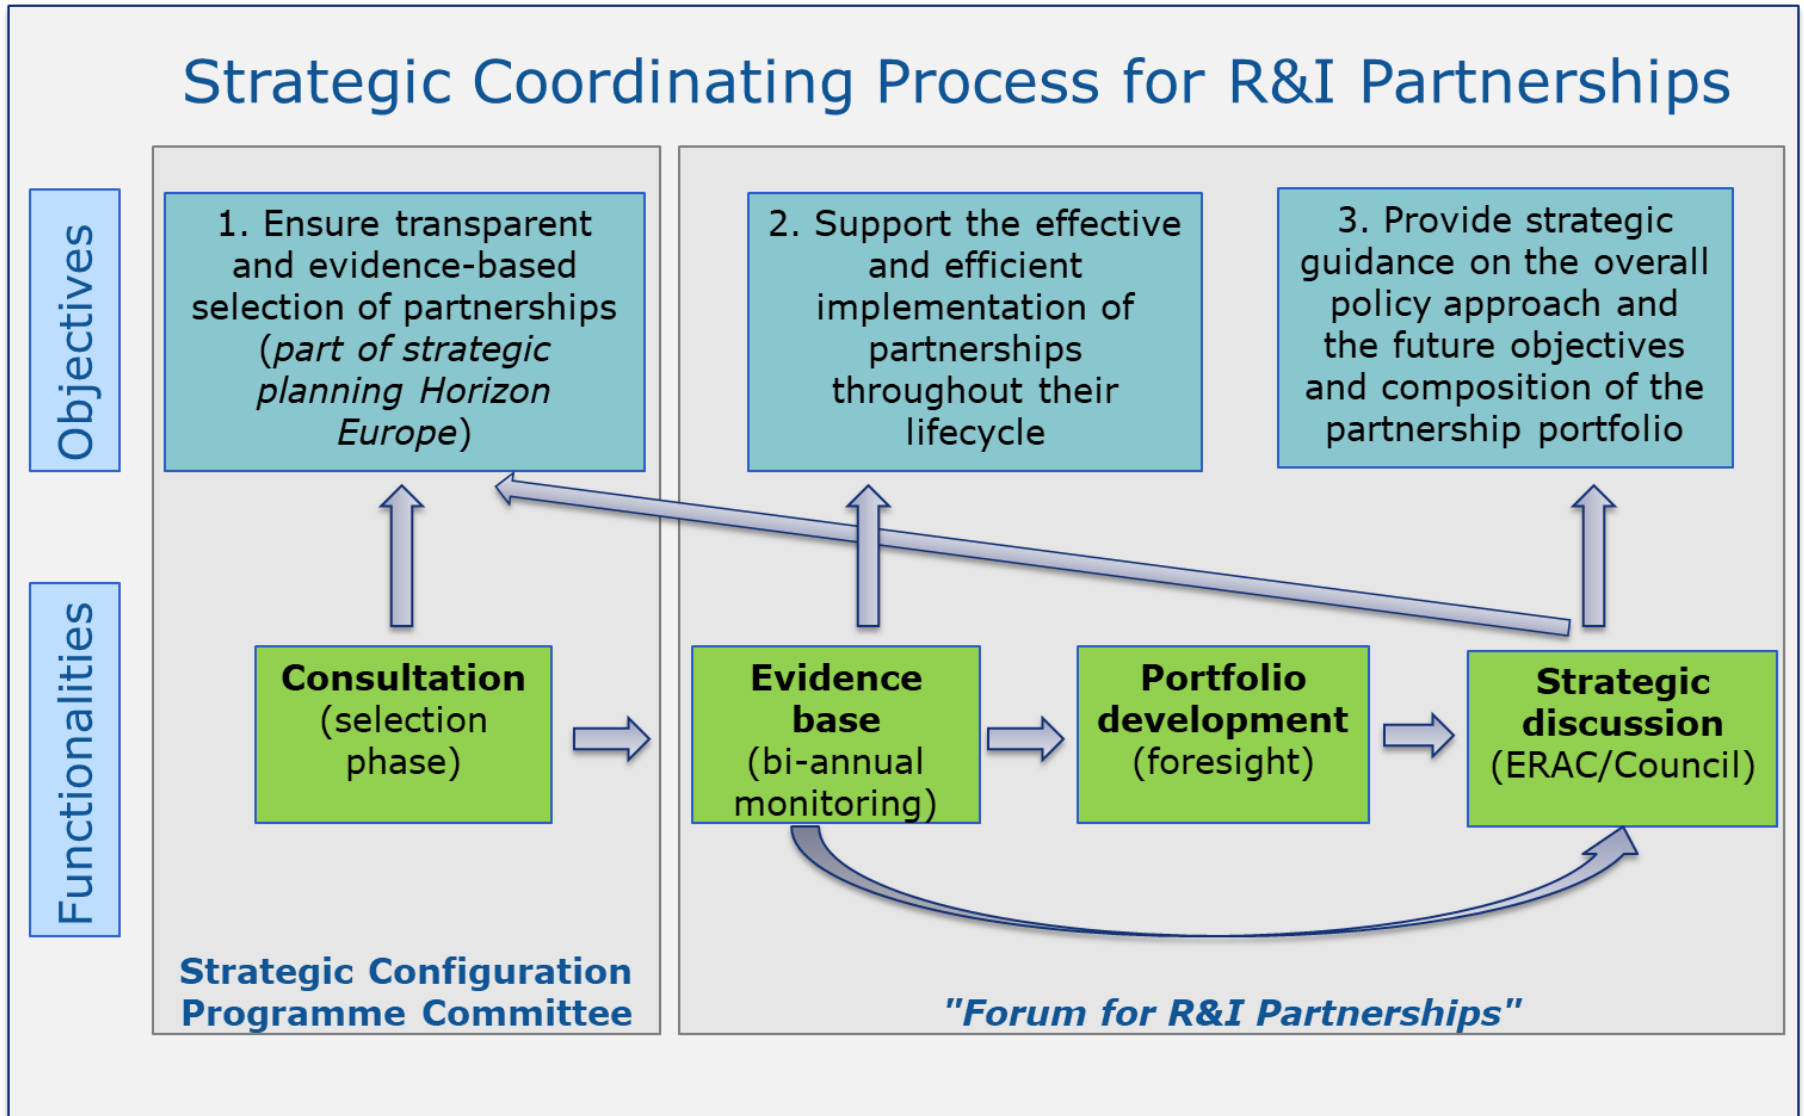 Strategic Coordinating Process for R&I Partnerships
Objectives
1. Ensure transparent
and evidence-based
selection of partnerships
(part of strategic
planning Horizon
Europe)
2. Support the effective
and efficient
implementation of
partnerships
throughout their
lifecycle
3. Provide strategic
guidance on the overall
policy approach and
the future objectives
and composition of the
partnership portfolio
Functionalities
Consultation
(selection
phase)
Evidence
base
(bi-annual
monitoring)
Portfolio
development
(foresight)
Strategic
discussion
(ERAC/Council)
Strategic Configuration
Programme Committee
"Forum for R&I Partnerships"